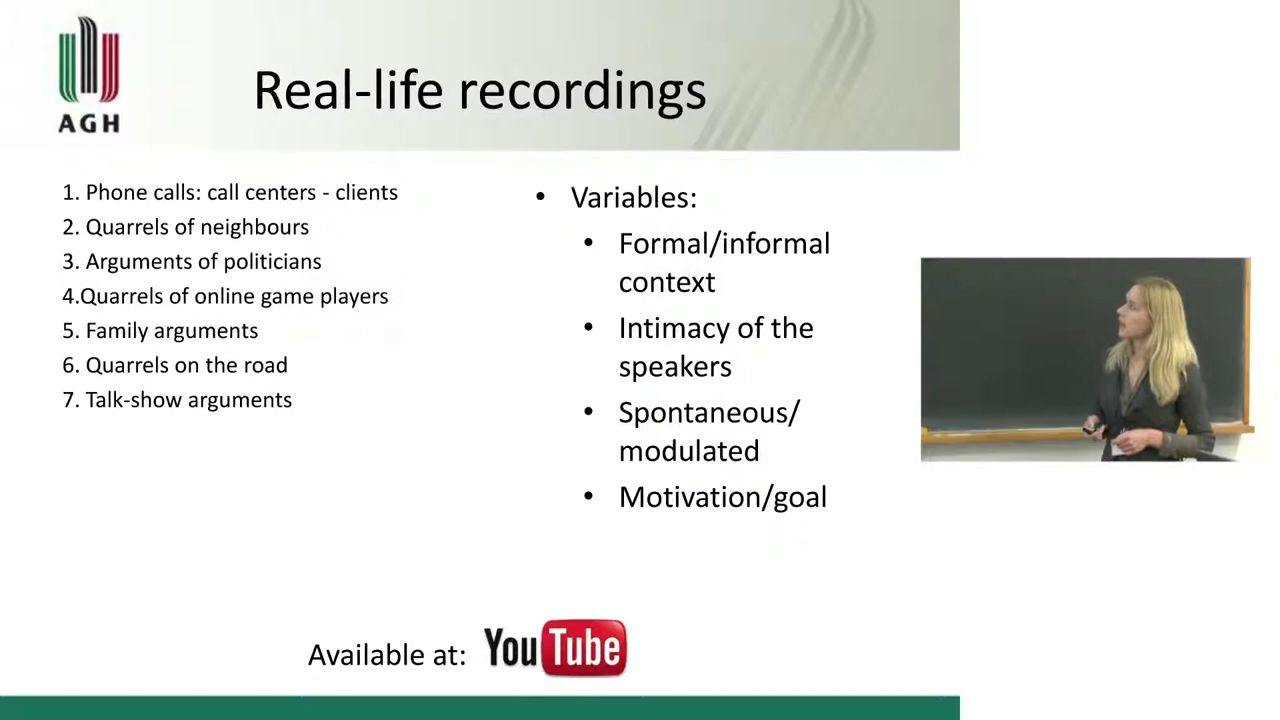 AGH
Real-life recordings
1. Phone calls: call centers - clients
2. Quarrels of neighbours
3. Arguments of politicians
4.Quarrels of online game players
5. Family arguments
6. Quarrels on the road
7. Talk-show arguments
• Variables:
• Formal/informal
context
• Intimacy of the
speakers
• Spontaneous/
modulated
• Motivation/goal
Available at: YouTube